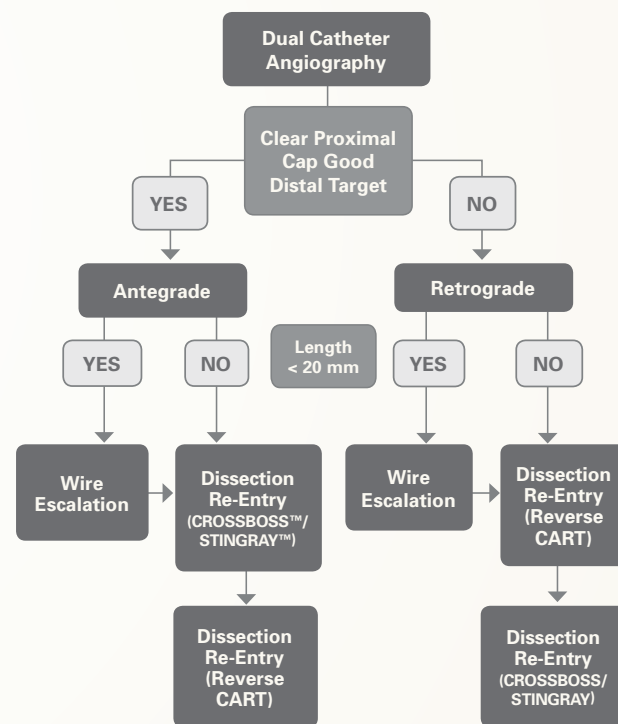 Dual Catheter
Angiography
Clear Proximal
Cap Good
Distal Target
YES
NO
Antegrade
Retrograde
YES
NO
Length
< 20 mm
YES
NO
Wire
Escalation
Dissection
Re-Entry
(CROSSBOSS™/
STINGRAY™)
Wire
Escalation
Dissection
Re-Entry
(Reverse
CART)
Dissection
Re-Entry
(Reverse
CART)
Dissection
Re-Entry
(CROSSBOSS/
STINGRAY)